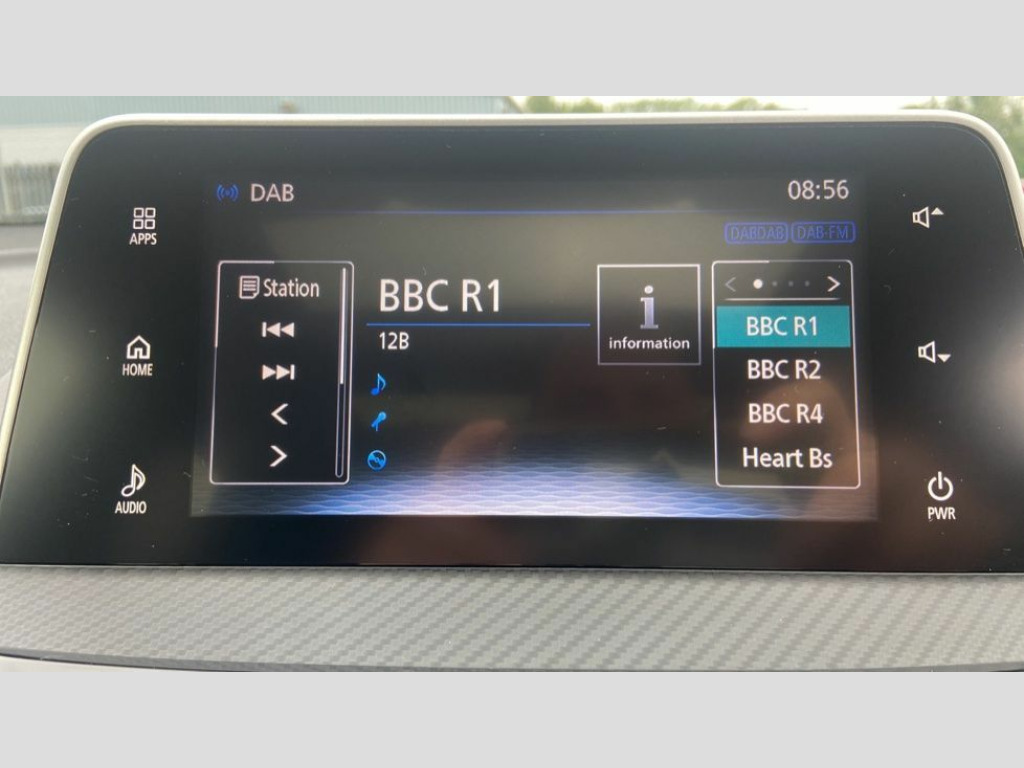 DAB
08:56
DABDAB DAB-FM
APPS
HOME
AUDIO
Station
BBC R1
12B
information
BBC R1
BBC R2
BBC R4
Heart Bs
PWR